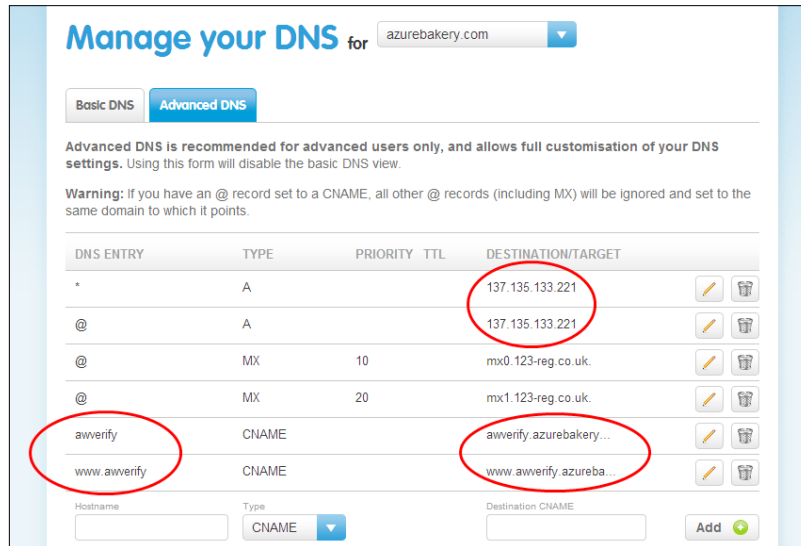 Manage your DNS for azurebakery.com
Basic DNS Advanced DNS
Advanced DNS is recommended for advanced users only, and allows full customisation of your DNS
settings. Using this form will disable the basic DNS view.
Warning: If you have an @ record set to a CNAME, all other @ records (including MX) will be ignored and set to the
same domain to which it points.
DNS ENTRY TYPE PRIORITY TTL DESTINATION/TARGET
* A 137.135.133.221
@ A 137.135.133.221
@ MX 10 mx0.123-reg.co.uk.
@ MX 20 mx1.123-reg.co.uk.
awverify CNAME awverify.azurebakery...
www.awverify CNAME www.awverify.azureba...
Hostname Type Destination CNAME
CNAME Add